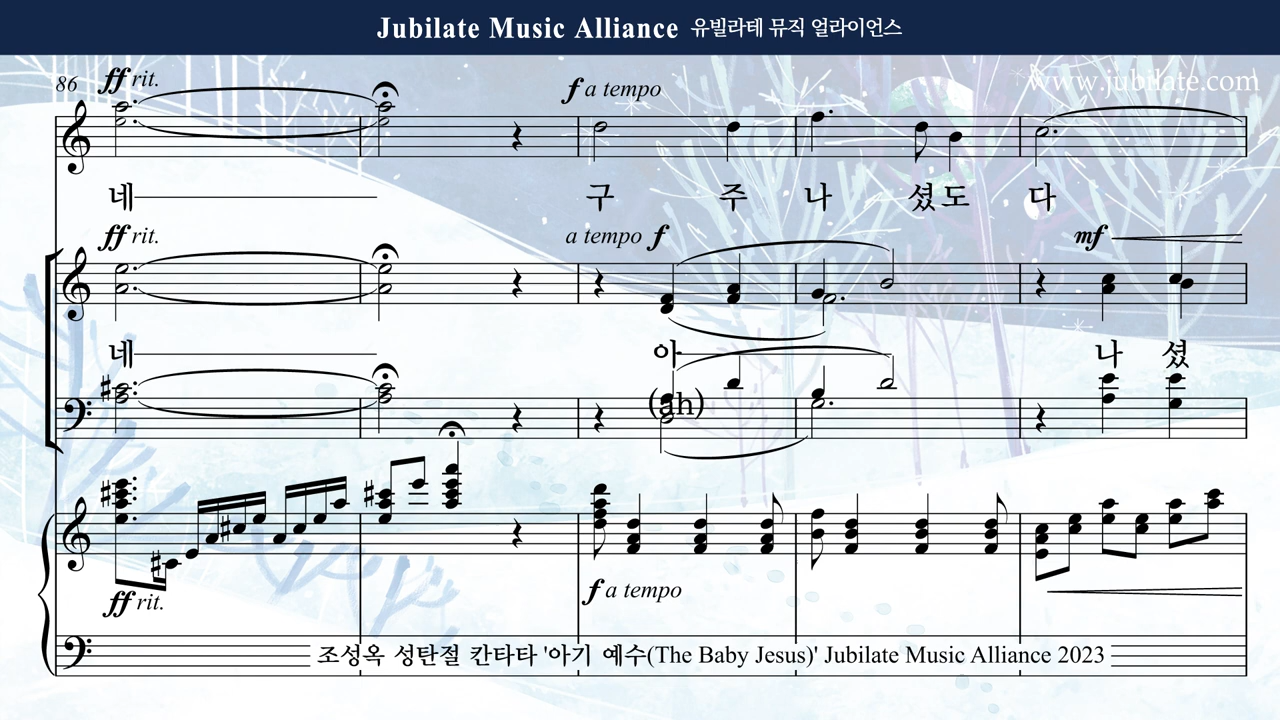 Jubilate Music Alliance 유빌라테 뮤직 얼라이언스
www.jubilate.com
86 ff rit. f a tempo
네 구 주 나 셨도 다
ff rit. a tempo f mf
네 아 나 셨
(ah)
ff rit. f a tempo
조성옥 성탄절 칸타타 '아기 예수(The Baby Jesus)' Jubilate Music Alliance 2023